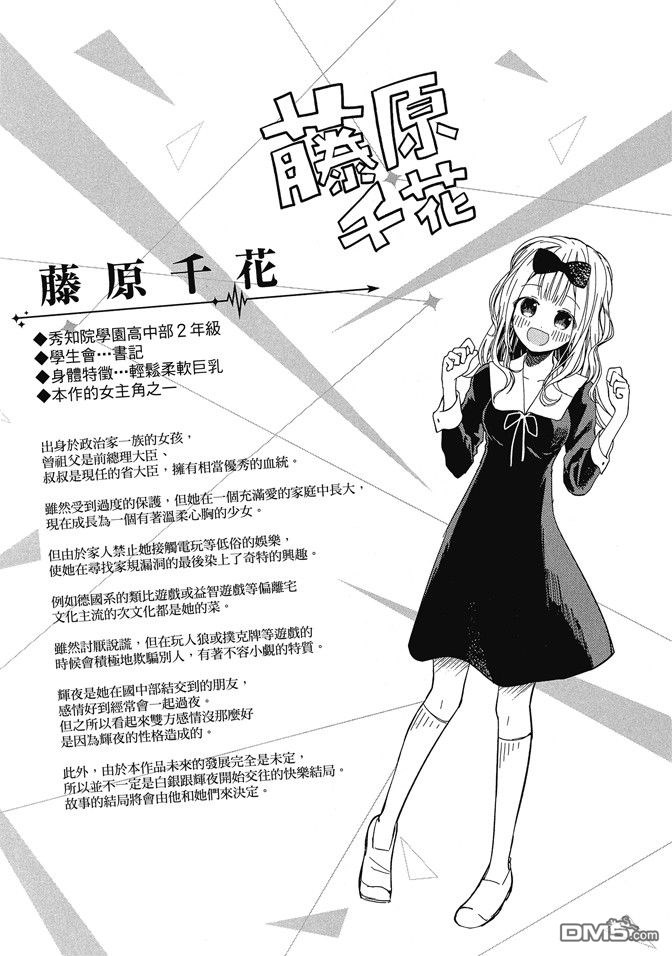 藤原
千花
藤原千花
◆秀知院學園高中部2年級
◆學生會…書記
◆身體特徵…輕鬆柔軟巨乳
◆本作的女主角之一
出身於政治家一族的女孩，
曾祖父是前總理大臣、
叔叔是現任的省大臣，擁有相當優秀的血統。
雖然受到過度的保護，但她在一個充滿愛的家庭中長大，
現在成長為一個有著溫柔心胸的少女。
但由於家人禁止她接觸電玩等低俗的娛樂，
使她在尋找家規漏洞的最後染上了奇特的興趣。
例如德國系的類比遊戲或益智遊戲等偏離宅
文化主流的次文化都是她的菜。
雖然討厭說謊，但在玩人狼或撲克牌等遊戲的
時候會積極地欺騙別人，有著不容小覷的特質。
輝夜是她在國中部結交到的朋友，
感情好到經常會一起過夜。
但之所以看起來雙方感情沒那麼好
是因為輝夜的性格造成的。
此外，由於本作品未來的發展完全是未定，
所以並不一定是白銀跟輝夜開始交往的快樂結局。
故事的結局將會由他和她們來決定。
DM5.com